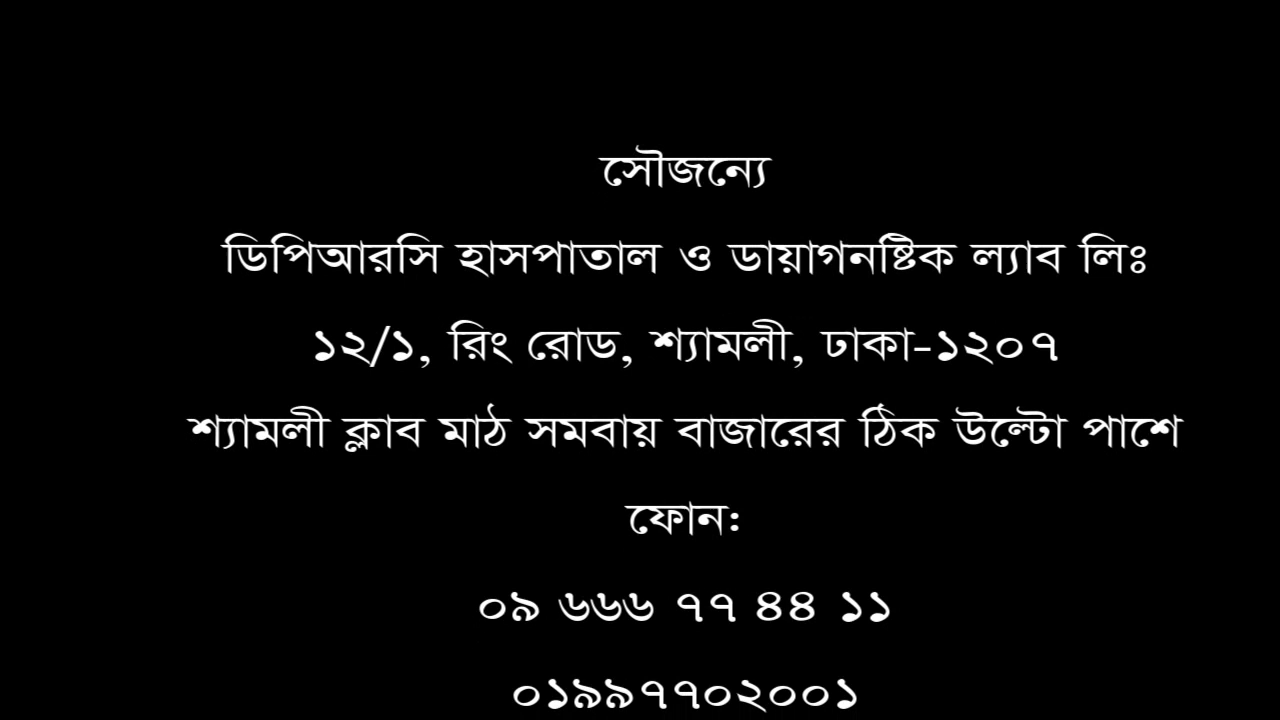 সৌজন্যে
ডিপিআরসি হাসপাতাল ও ডায়াগনষ্টিক ল্যাব লিঃ
১২/১, রিং রোড, শ্যামলী, ঢাকা-১২০৭
শ্যামলী ক্লাব মাঠ সমবায় বাজারের ঠিক উল্টো পাশে
ফোন:
০৯ ৬৬৬ ৭৭ ৪৪ ১১
০১৯৯৭৭০২০০১